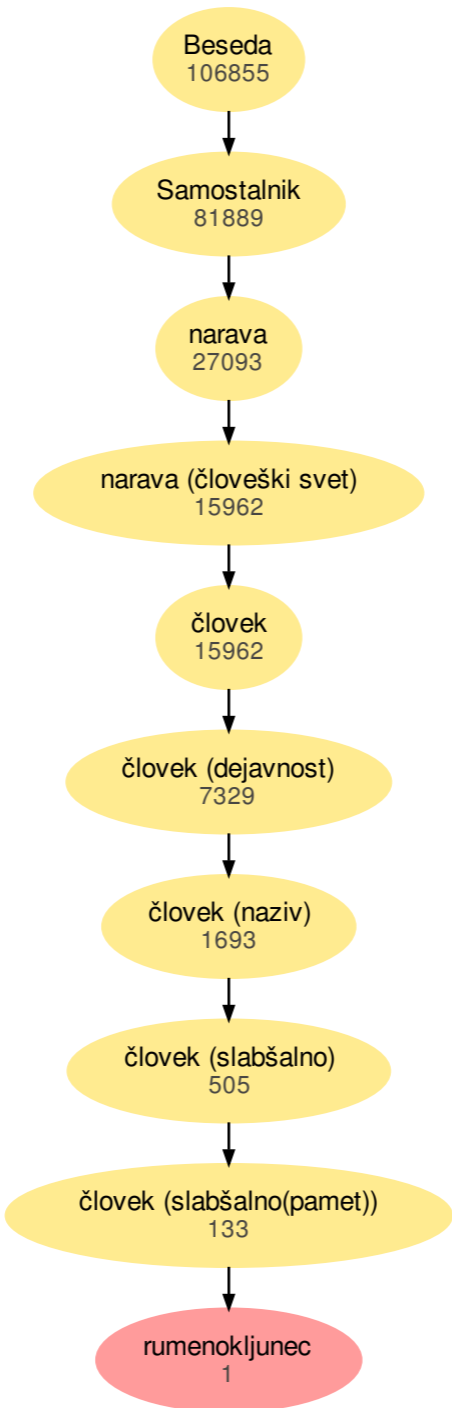 Beseda
106855
Samostalnik
81889
narava
27093
narava (človeški svet)
15962
človek
15962
človek (dejavnost)
7329
človek (naziv)
1693
človek (slabšalno)
505
človek (slabšalno(pamet))
133
rumenokljunec
1